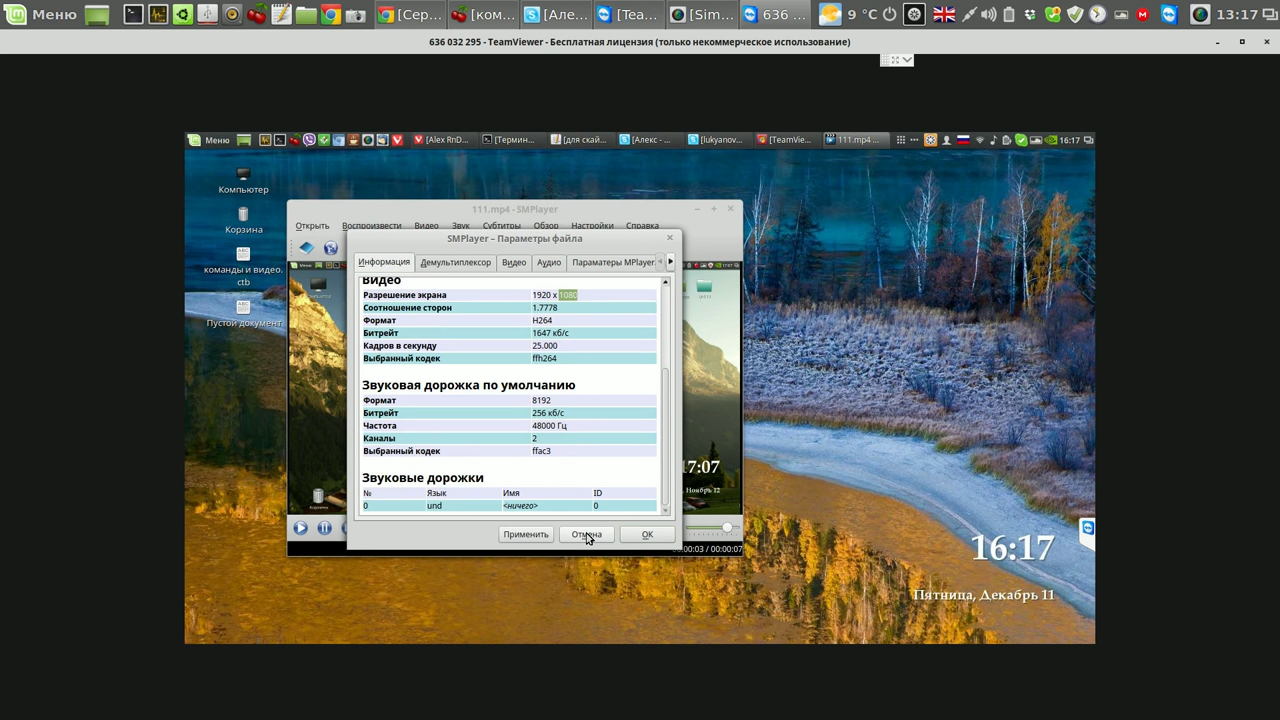 Меню [Сер... [ком... [Але... [Tea... [Sim... 636 ... 9 °C 13:17
636 032 295 - TeamViewer - Бесплатная лицензия (только некоммерческое использование)
Меню [Alex RnD... [Термин... [для скай... [Алекс - ... [lukyanov... [TeamVie... 111.mp4 ... 16:17
Компьютер
Корзина
команды и видео.
ctb
Пустой документ
111.mp4 - SMPlayer
Открыть Воспроизвести Видео Звук Субтитры Обзор Настройки Справка
SMPlayer – Параметры файла
Информация Демультиплексор Видео Аудио Параматеры MPlayer
Видео
Разрешение экрана 1920 x 1080
Соотношение сторон 1.7778
Формат H264
Битрейт 1647 кб/с
Кадров в секунду 25.000
Выбранный кодек ffh264
Звуковая дорожка по умолчанию
Формат 8192
Битрейт 256 кб/с
Частота 48000 Гц
Каналы 2
Выбранный кодек ffac3
Звуковые дорожки
№ Язык Имя ID
0 und <ничего> 0
Применить Отмена ОК
17:07
Ноябрь 12
00:00:03 / 00:00:07
16:17
Пятница, Декабрь 11